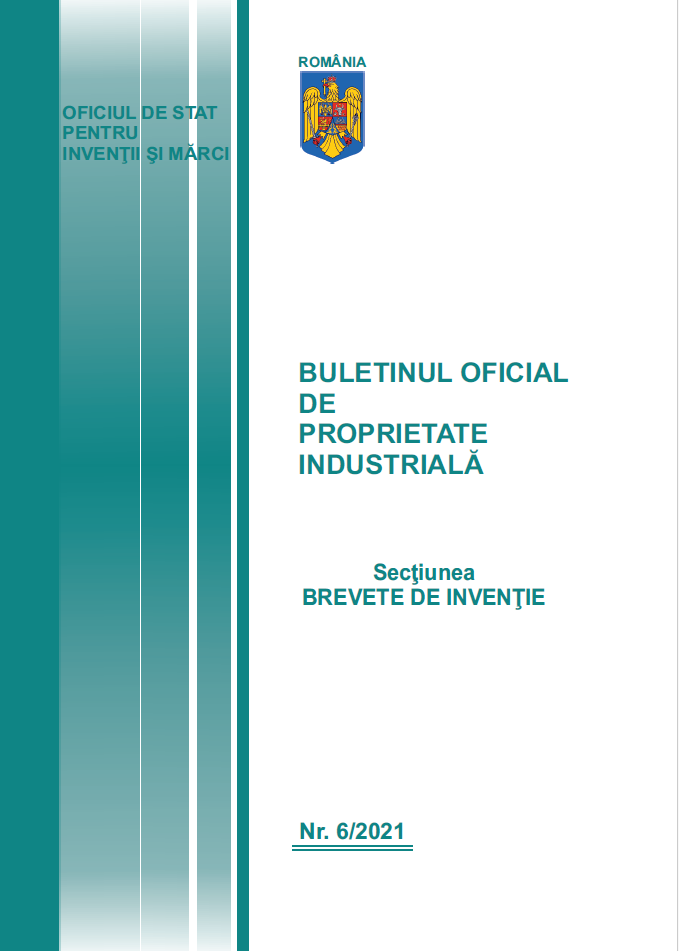 OFICIUL DE STAT
PENTRU
INVENŢII ŞI MĂRCI
ROMÂNIA
BULETINUL OFICIAL
DE
PROPRIETATE
INDUSTRIALĂ
Secţiunea
BREVETE DE INVENŢIE
Nr. 6/2021